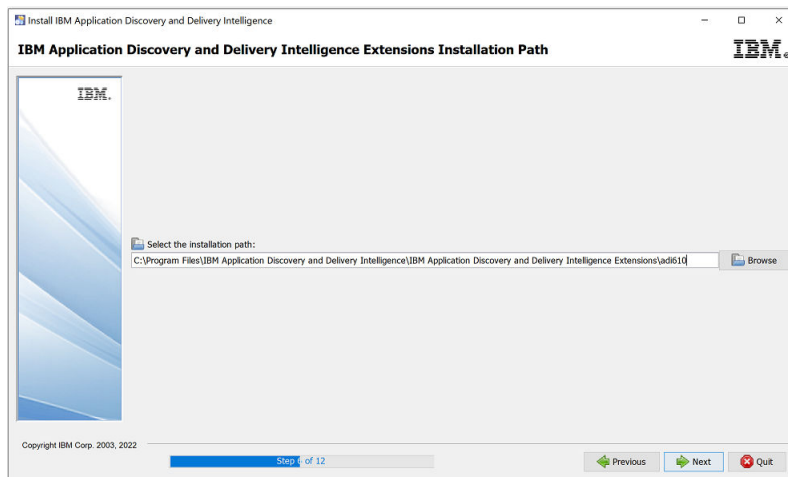 Install IBM Application Discovery and Delivery Intelligence
IBM Application Discovery and Delivery Intelligence Extensions Installation Path
IBM.
IBM.
Select the installation path:
C:\Program Files\IBM Application Discovery and Delivery Intelligence\IBM Application Discovery and Delivery Intelligence Extensions\adi610
Browse
Copyright IBM Corp. 2003, 2022
Step 6 of 12
Previous
Next
Quit